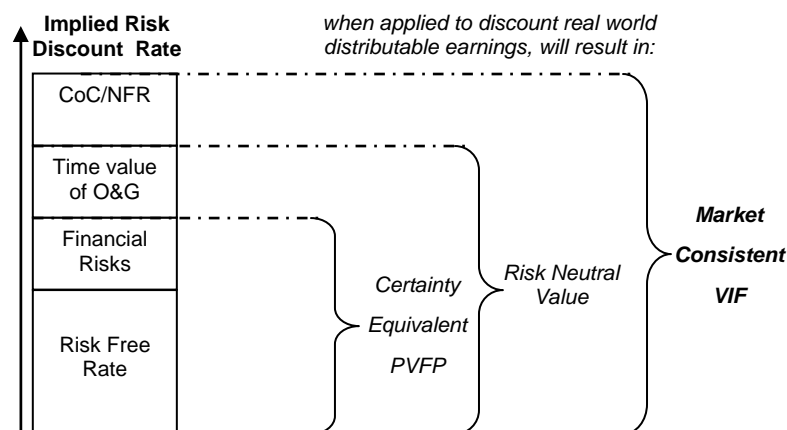 Implied Risk
Discount Rate
when applied to discount real world
distributable earnings, will result in:
CoC/NFR
Time value
of O&G
Financial
Risks
Risk Free
Rate
Certainty
Equivalent
PVFP
Risk Neutral
Value
Market
Consistent
VIF